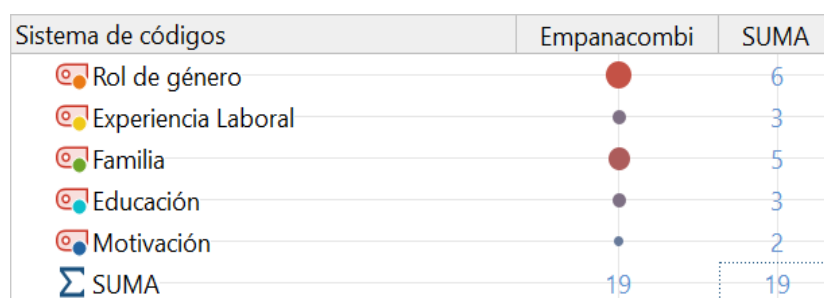 Sistema de códigos Empanacombi SUMA
Rol de género 6
Experiencia Laboral 3
Familia 5
Educación 3
Motivación 2
SUMA 19 19